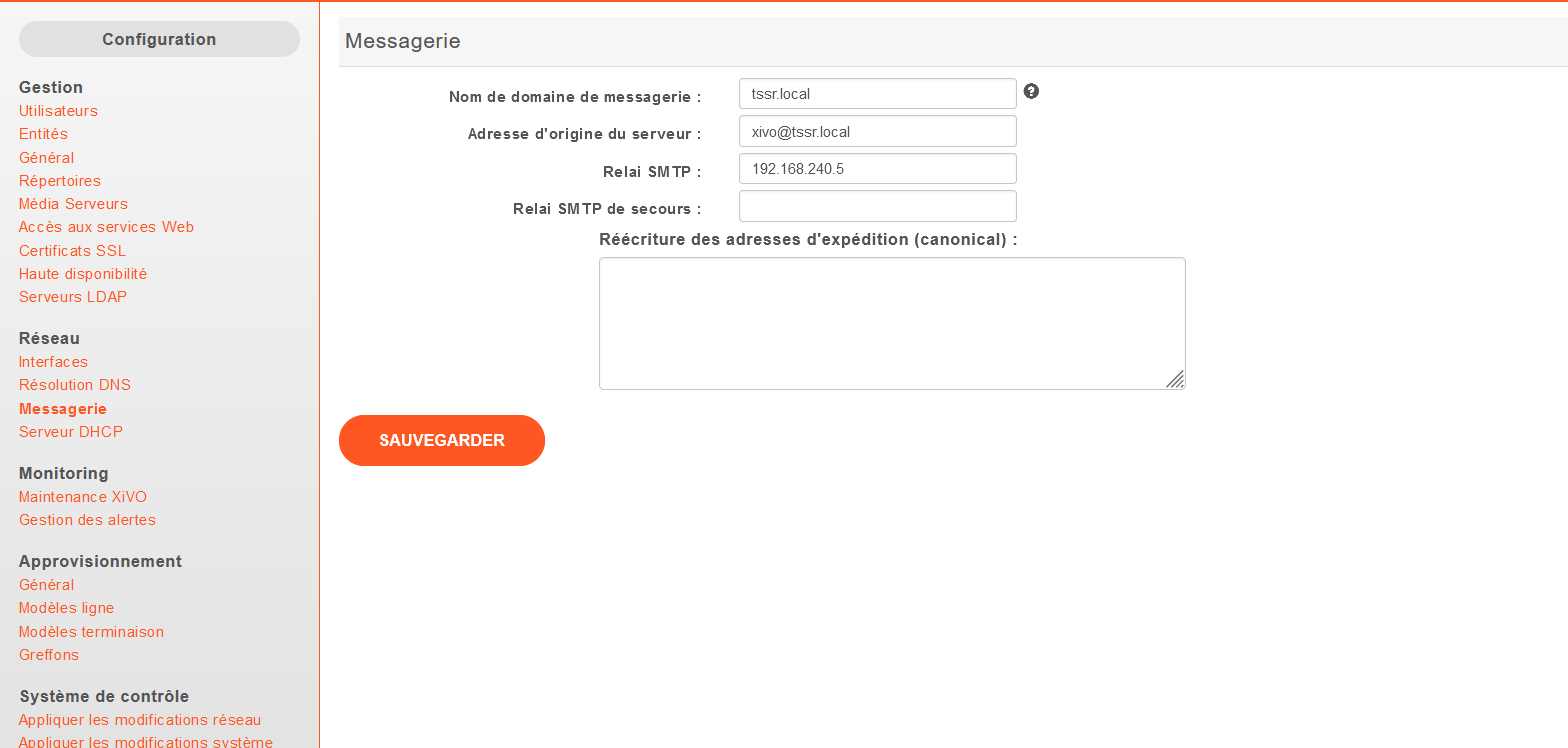 Configuration
Gestion
Utilisateurs
Entités
Général
Répertoires
Média Serveurs
Accès aux services Web
Certificats SSL
Haute disponibilité
Serveurs LDAP
Réseau
Interfaces
Résolution DNS
Messagerie
Serveur DHCP
Monitoring
Maintenance XiVO
Gestion des alertes
Approvisionnement
Général
Modèles ligne
Modèles terminaison
Greffons
Système de contrôle
Appliquer les modifications réseau
Appliquer les modifications système
Messagerie
Nom de domaine de messagerie : tssr.local ?
Adresse d'origine du serveur : xivo@tssr.local
Relai SMTP : 192.168.240.5
Relai SMTP de secours :
Réécriture des adresses d'expédition (canonical) :
SAUVEGARDER